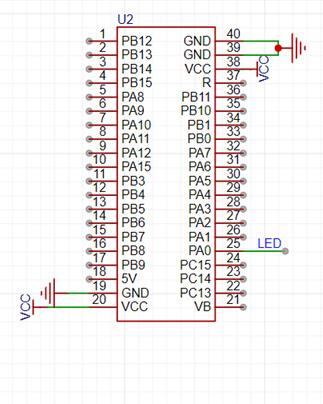 U2
1 PB12 GND 40
2 PB13 GND 39
3 PB14 VCC 38 VCC
4 PB15 R 37
5 PA8 PB11 36
6 PA9 PB10 35
7 PA10 PB1 34
8 PA11 PB0 33
9 PA12 PA7 32
10 PA15 PA6 31
11 PB3 PA5 30
12 PB4 PA4 29
13 PB5 PA3 28
14 PB6 PA2 27
15 PB7 PA1 26
16 PB8 PA0 25 LED
17 PB9 PC15 24
18 5V PC14 23
19 GND PC13 22
VCC 20 VCC VB 21